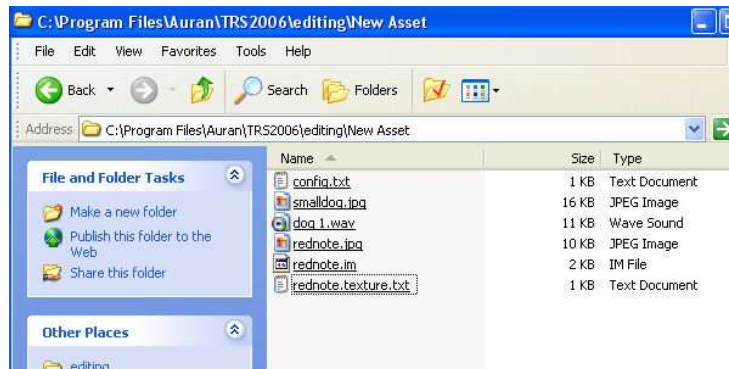 C:\Program Files\Auran\TRS2006\editing\New Asset
File Edit View Favorites Tools Help
Back Search Folders
Address C:\Program Files\Auran\TRS2006\editing\New Asset
Name Size Type
File and Folder Tasks
Make a new folder
Publish this folder to the
Web
Share this folder
Other Places
editing
config.txt 1 KB Text Document
smalldog.jpg 16 KB JPEG Image
dog 1.wav 11 KB Wave Sound
rednote.jpg 10 KB JPEG Image
rednote.im 2 KB IM File
rednote.texture.txt 1 KB Text Document